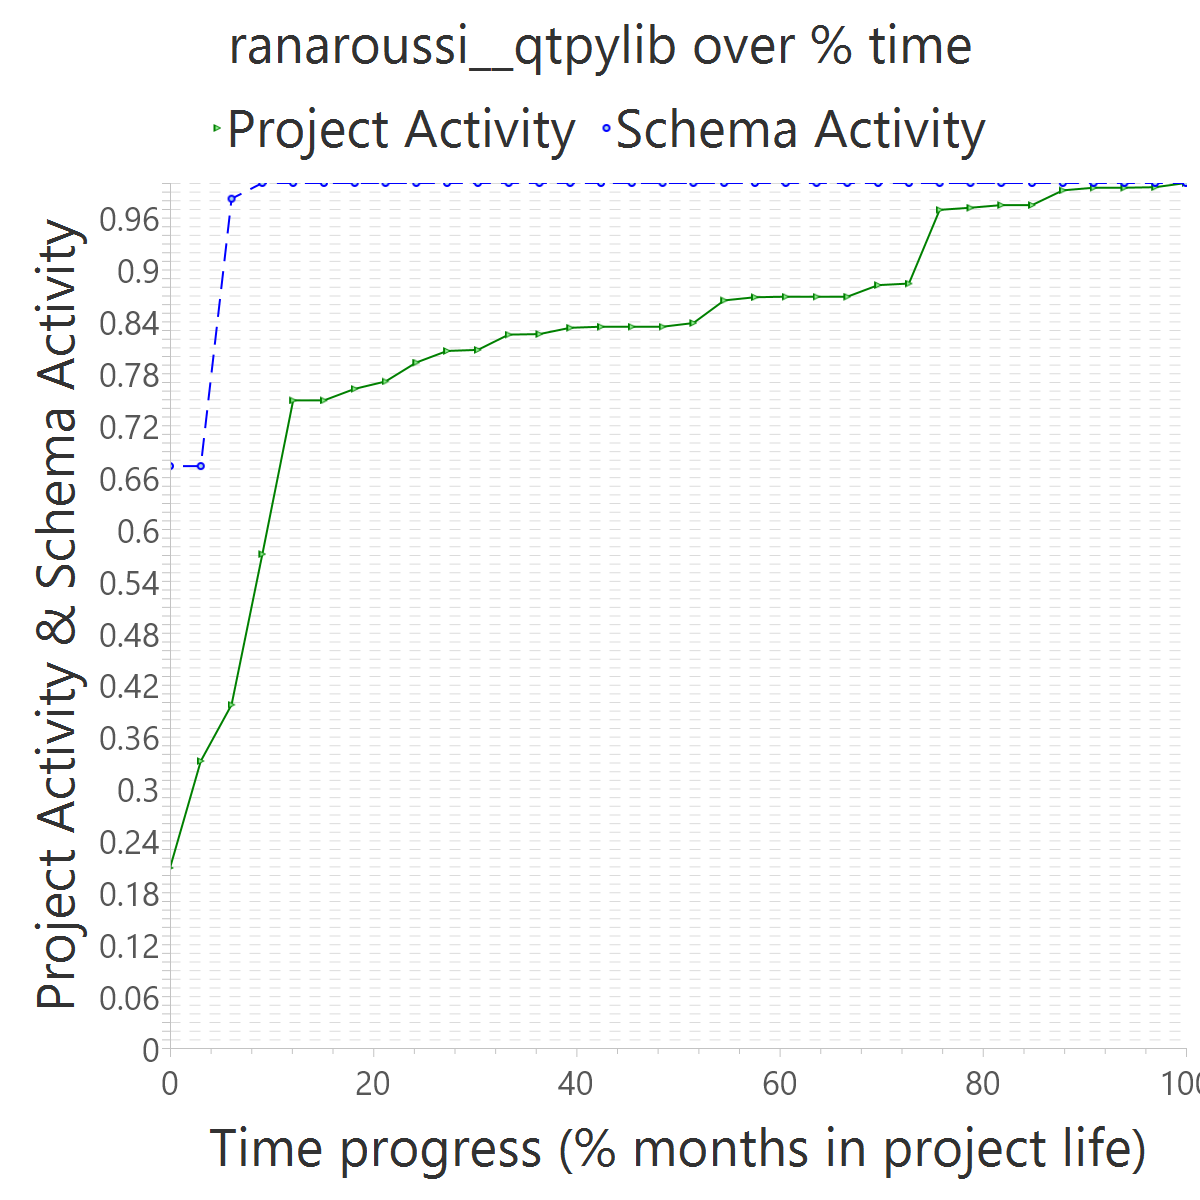 ranaroussi__qtpylib over % time
Project Activity
Schema Activity
Project Activity & Schema Activity
0.96
0.9
0.84
0.78
0.72
0.66
0.6
0.54
0.48
0.42
0.36
0.3
0.24
0.18
0.12
0.06
0
0 20 40 60 80 100
Time progress (% months in project life)